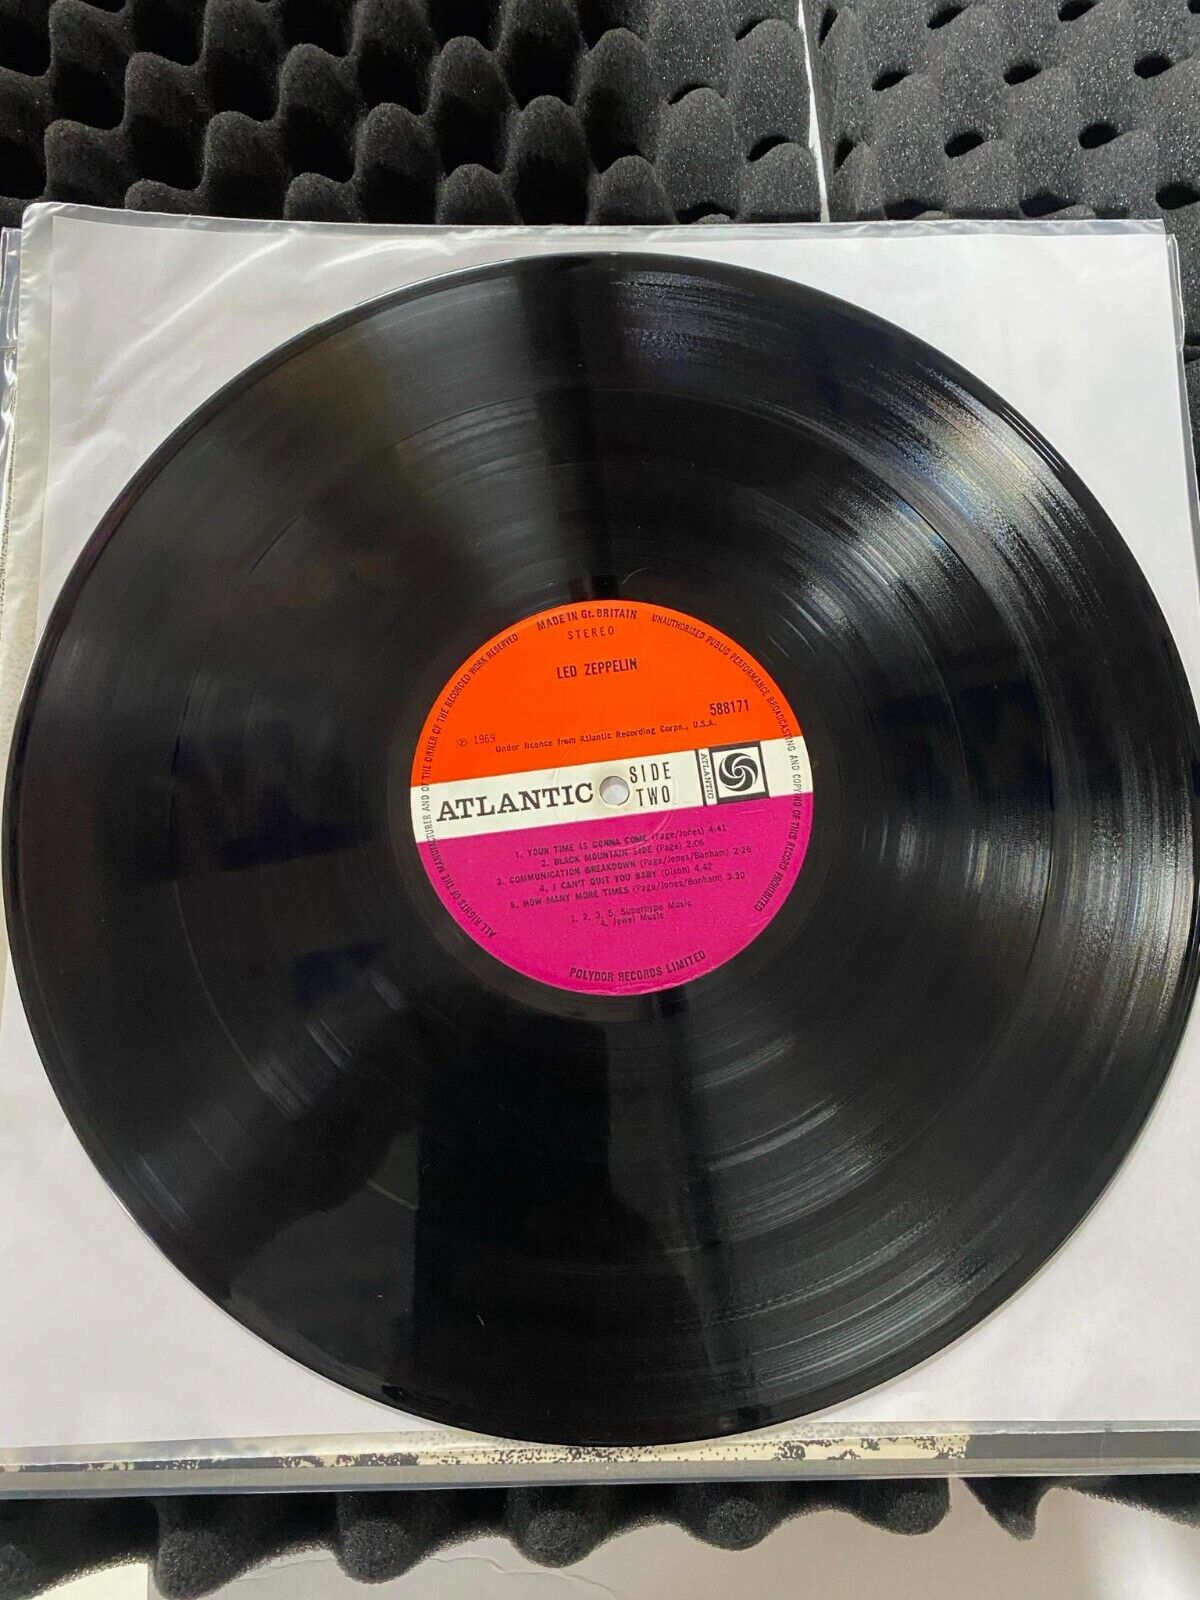 MADE IN Gt. BRITAIN
ALL RIGHTS OF THE MANUFACTURER AND OF THE OWNER OF THE RECORDED WORK RESERVED
UNAUTHORISED PUBLIC PERFORMANCE BROADCASTING AND COPYING OF THIS RECORD PROHIBITED
STEREO
LED ZEPPELIN
588171
℗ 1969
Under licence from Atlantic Recording Corpn., U.S.A.
ATLANTIC
SIDE
TWO
ATLANTIC
1. YOUR TIME IS GONNA COME (Page/Jones) 4.41
2. BLACK MOUNTAIN SIDE (Page) 2.06
3. COMMUNICATION BREAKDOWN (Page/Jones/Bonham) 2.26
4. I CAN'T QUIT YOU BABY (Dixon) 4.42
5. HOW MANY MORE TIMES (Page/Jones/Bonham) 3.30
1, 2, 3, 5. Superhype Music
4. Jewel Music
POLYDOR RECORDS LIMITED